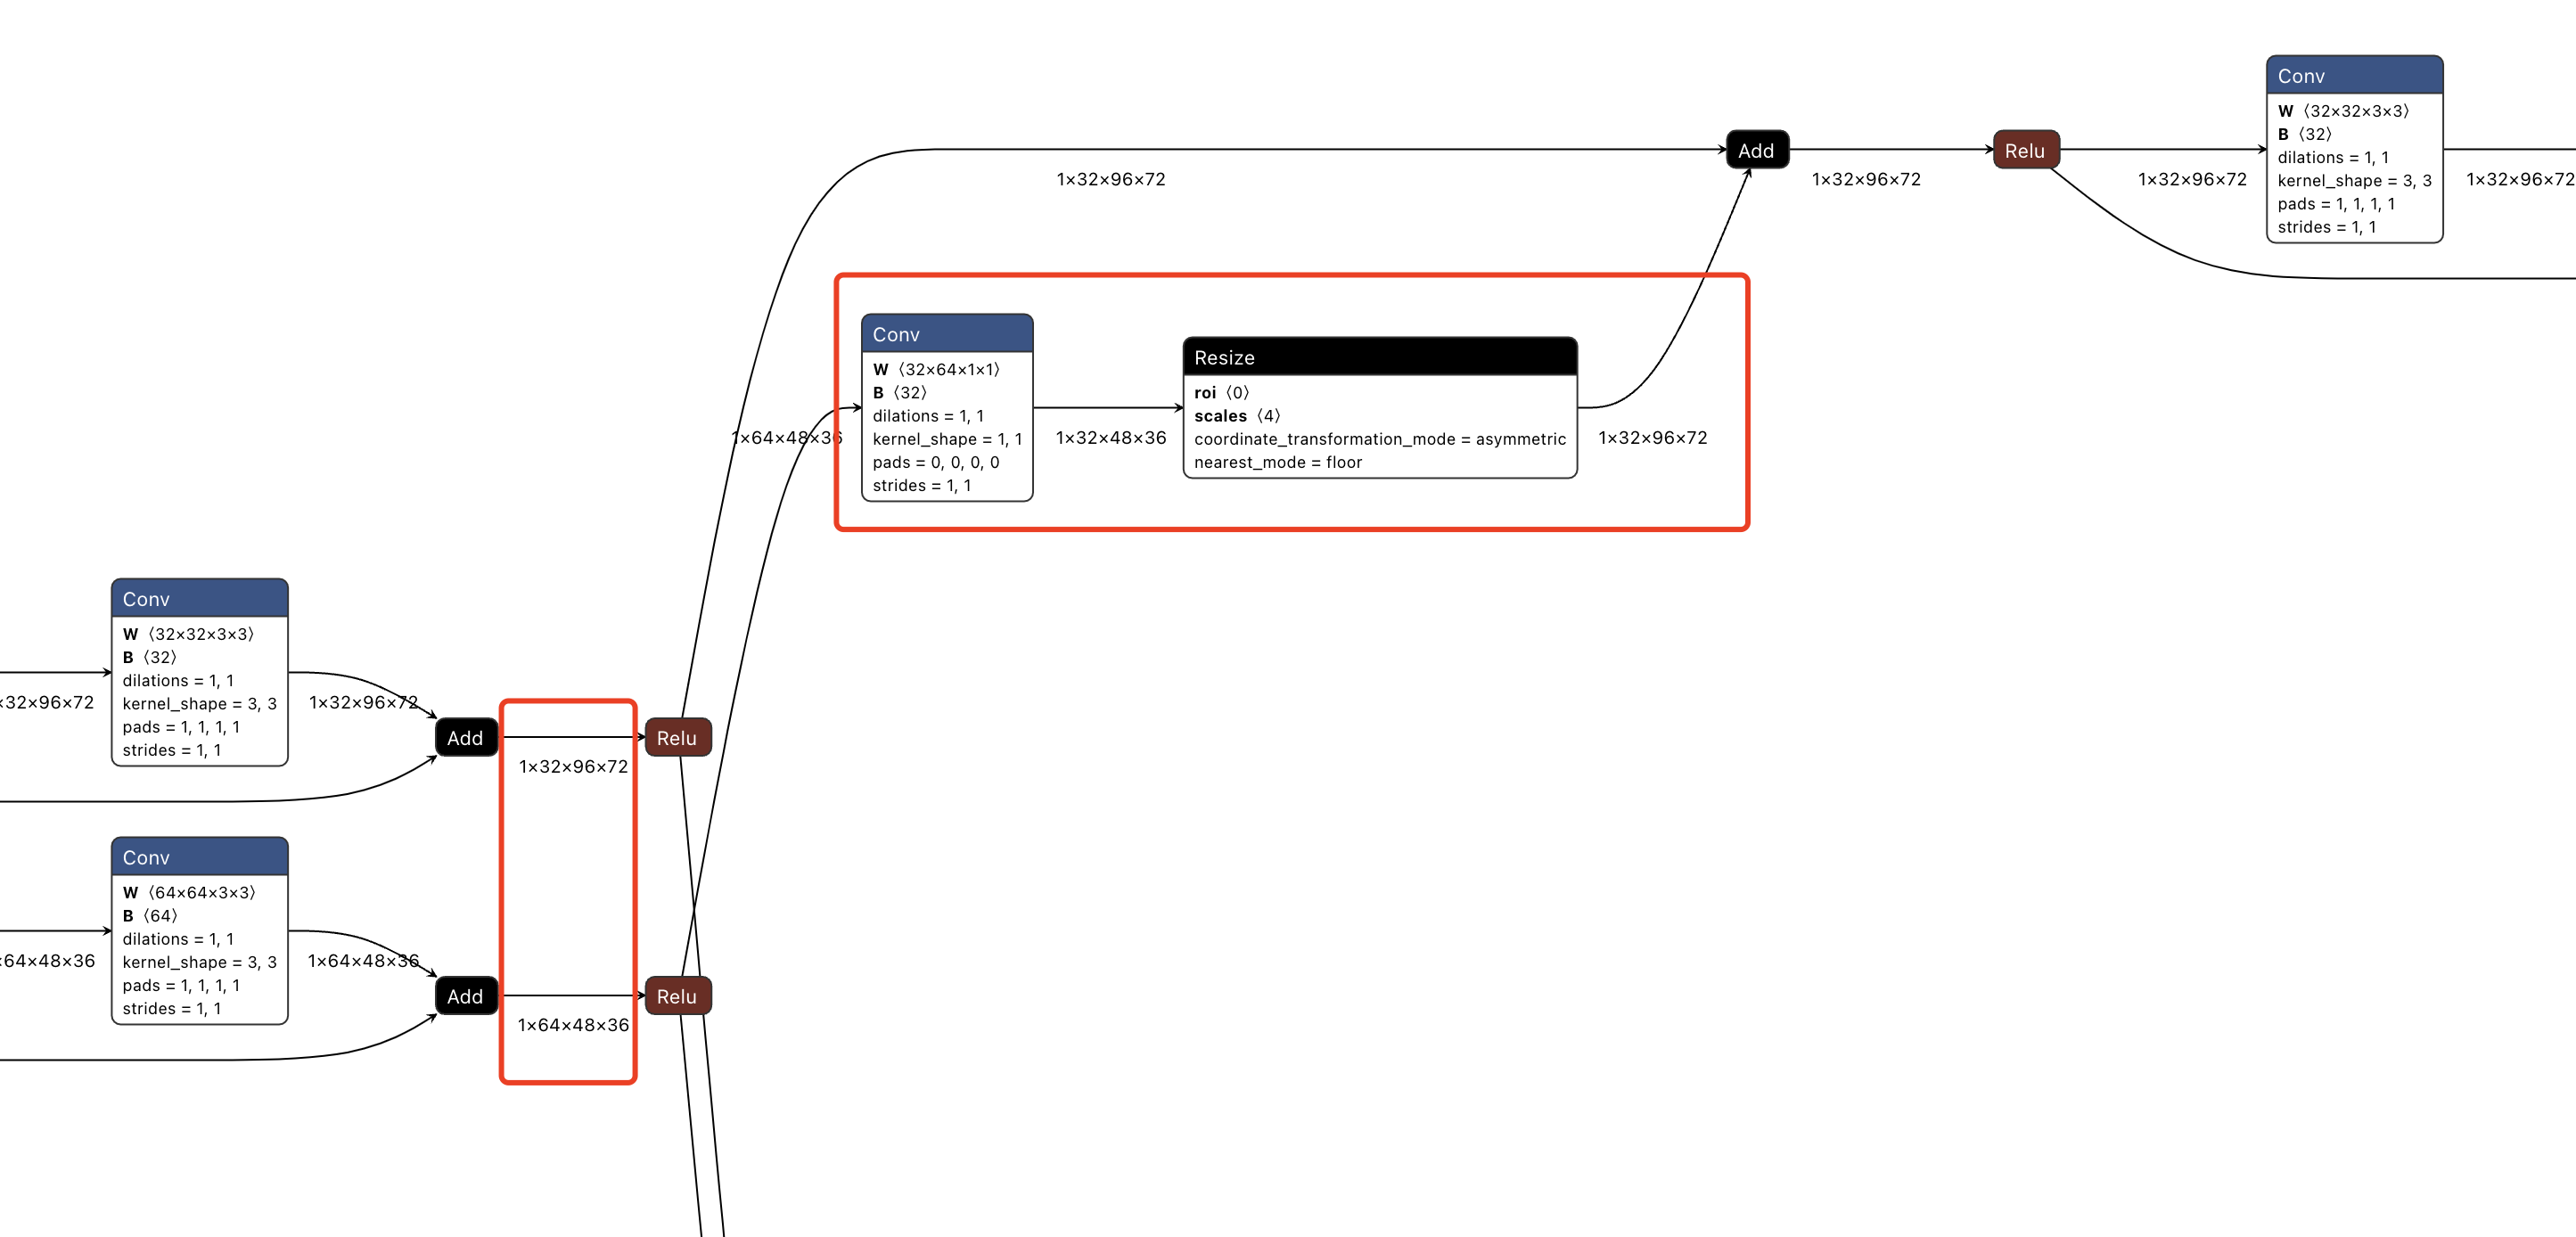 Conv
W ⟨32×32×3×3⟩
B ⟨32⟩
dilations = 1, 1
kernel_shape = 3, 3
pads = 1, 1, 1, 1
strides = 1, 1
Add
Relu
1×32×96×72
1×32×96×72
1×32×96×72
1×32×96×72
Conv
W ⟨32×64×1×1⟩
B ⟨32⟩
dilations = 1, 1
kernel_shape = 1, 1
pads = 0, 0, 0, 0
strides = 1, 1
Resize
roi ⟨0⟩
scales ⟨4⟩
coordinate_transformation_mode = asymmetric
nearest_mode = floor
1×64×48×36
1×32×48×36
1×32×96×72
Conv
W ⟨32×32×3×3⟩
B ⟨32⟩
dilations = 1, 1
kernel_shape = 3, 3
pads = 1, 1, 1, 1
strides = 1, 1
×32×96×72
1×32×96×72
Add
Relu
1×32×96×72
Conv
W ⟨64×64×3×3⟩
B ⟨64⟩
dilations = 1, 1
kernel_shape = 3, 3
pads = 1, 1, 1, 1
strides = 1, 1
×64×48×36
1×64×48×36
Add
Relu
1×64×48×36